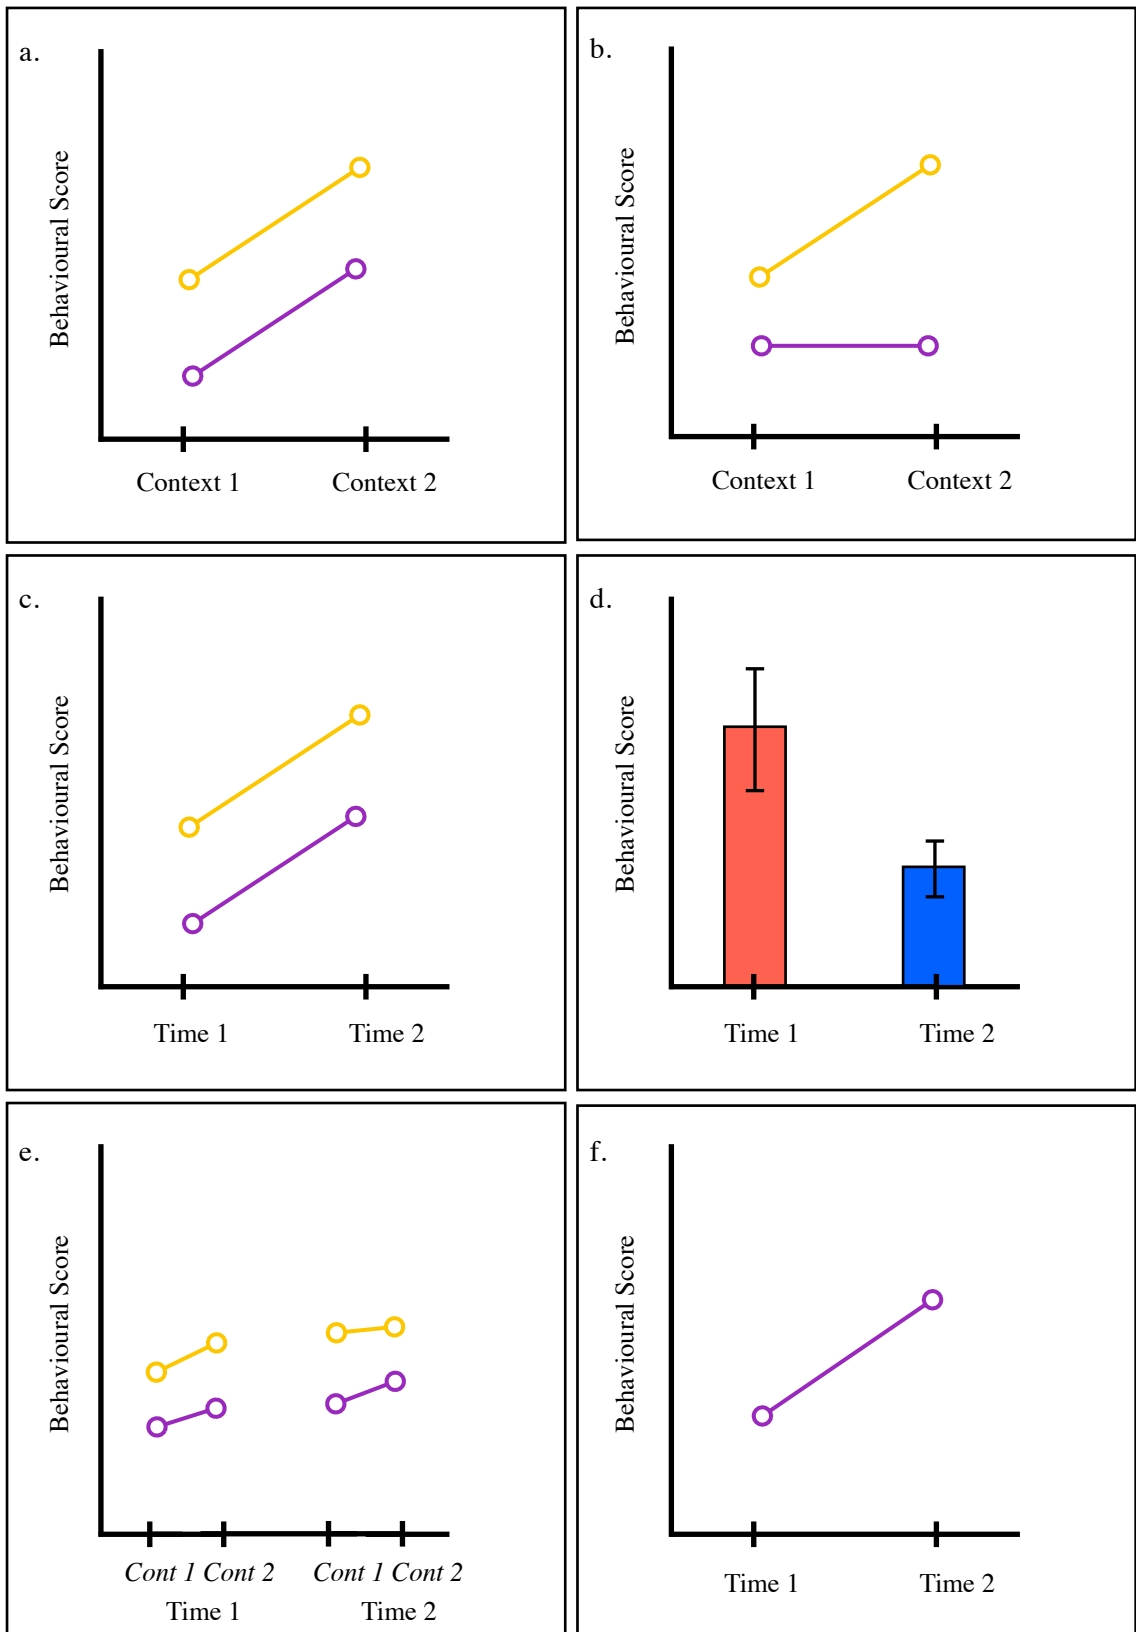 a.
Behavioural Score
Context 1
Context 2
b.
Behavioural Score
Context 1
Context 2
c.
Behavioural Score
Time 1
Time 2
d.
Behavioural Score
Time 1
Time 2
e.
Behavioural Score
Cont 1 Cont 2
Cont 1 Cont 2
Time 1
Time 2
f.
Behavioural Score
Time 1
Time 2